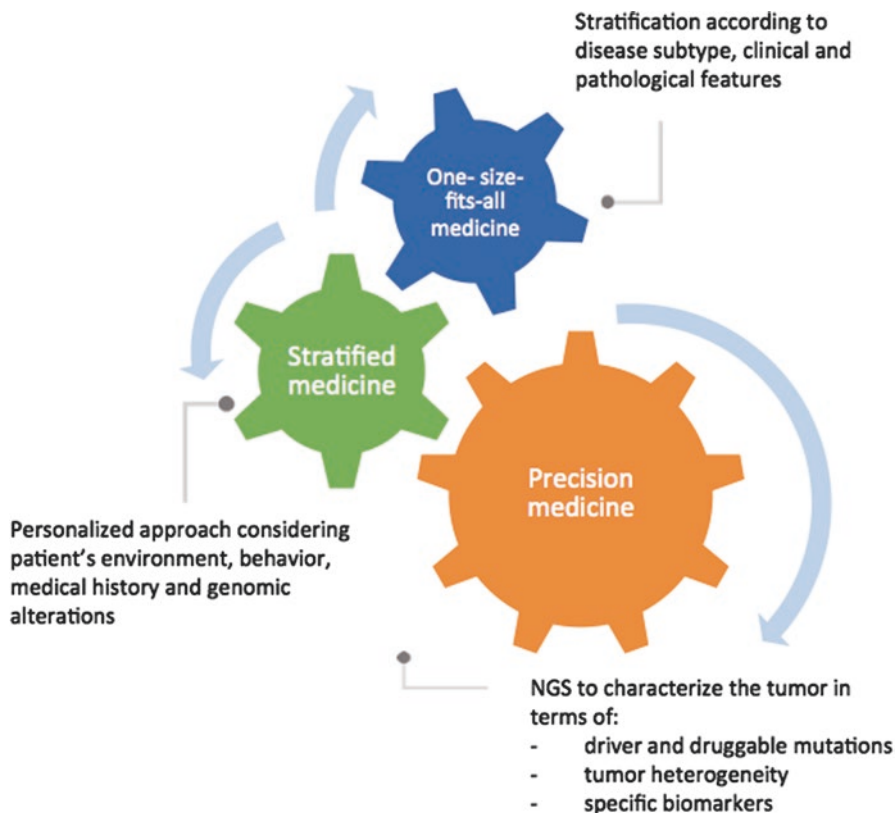 Stratification according to
disease subtype, clinical and
pathological features
One- size-
fits-all
medicine
Stratified
medicine
Precision
medicine
Personalized approach considering
patient's environment, behavior,
medical history and genomic
alterations
NGS to characterize the tumor in
terms of:
- driver and druggable mutations
- tumor heterogeneity
- specific biomarkers